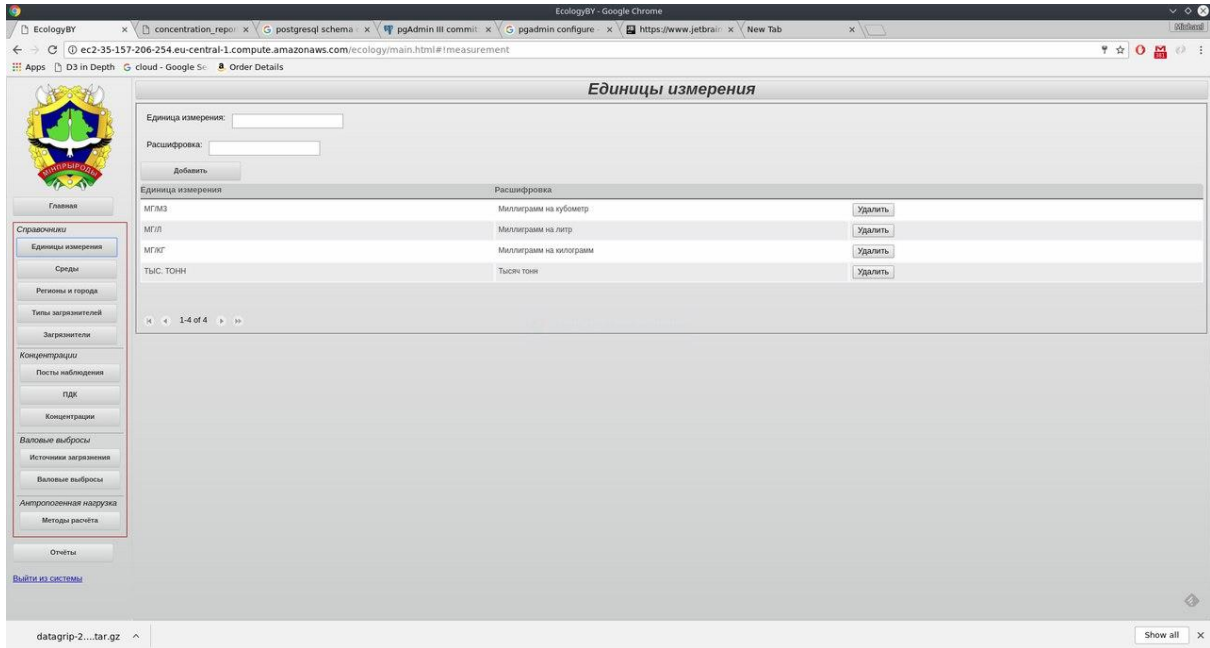 EcologyBY - Google Chrome
EcologyBY
concentration_repor
postgresql schema
pgAdmin III commit:
pgadmin configure -
https://www.jetbrain
New Tab
Michael
ec2-35-157-206-254.eu-central-1.compute.amazonaws.com/ecology/main.html#!measurement
Apps D3 in Depth cloud - Google Se Order Details
Единицы измерения
Единица измерения:
Расшифровка:
Добавить
Единица измерения Расшифровка
МГ/М3 Миллиграмм на кубометр Удалить
МГ/Л Миллиграмм на литр Удалить
МГ/КГ Миллиграмм на килограмм Удалить
ТЫС. ТОНН Тысяч тонн Удалить
1-4 of 4
МІНПРЫРОДЫ
Главная
Справочники
Единицы измерения
Среды
Регионы и города
Типы загрязнителей
Загрязнители
Концентрации
Посты наблюдения
ПДК
Концентрации
Валовые выбросы
Источники загрязнения
Валовые выбросы
Антропогенная нагрузка
Методы расчёта
Отчёты
Выйти из системы
datagrip-2....tar.gz
Show all